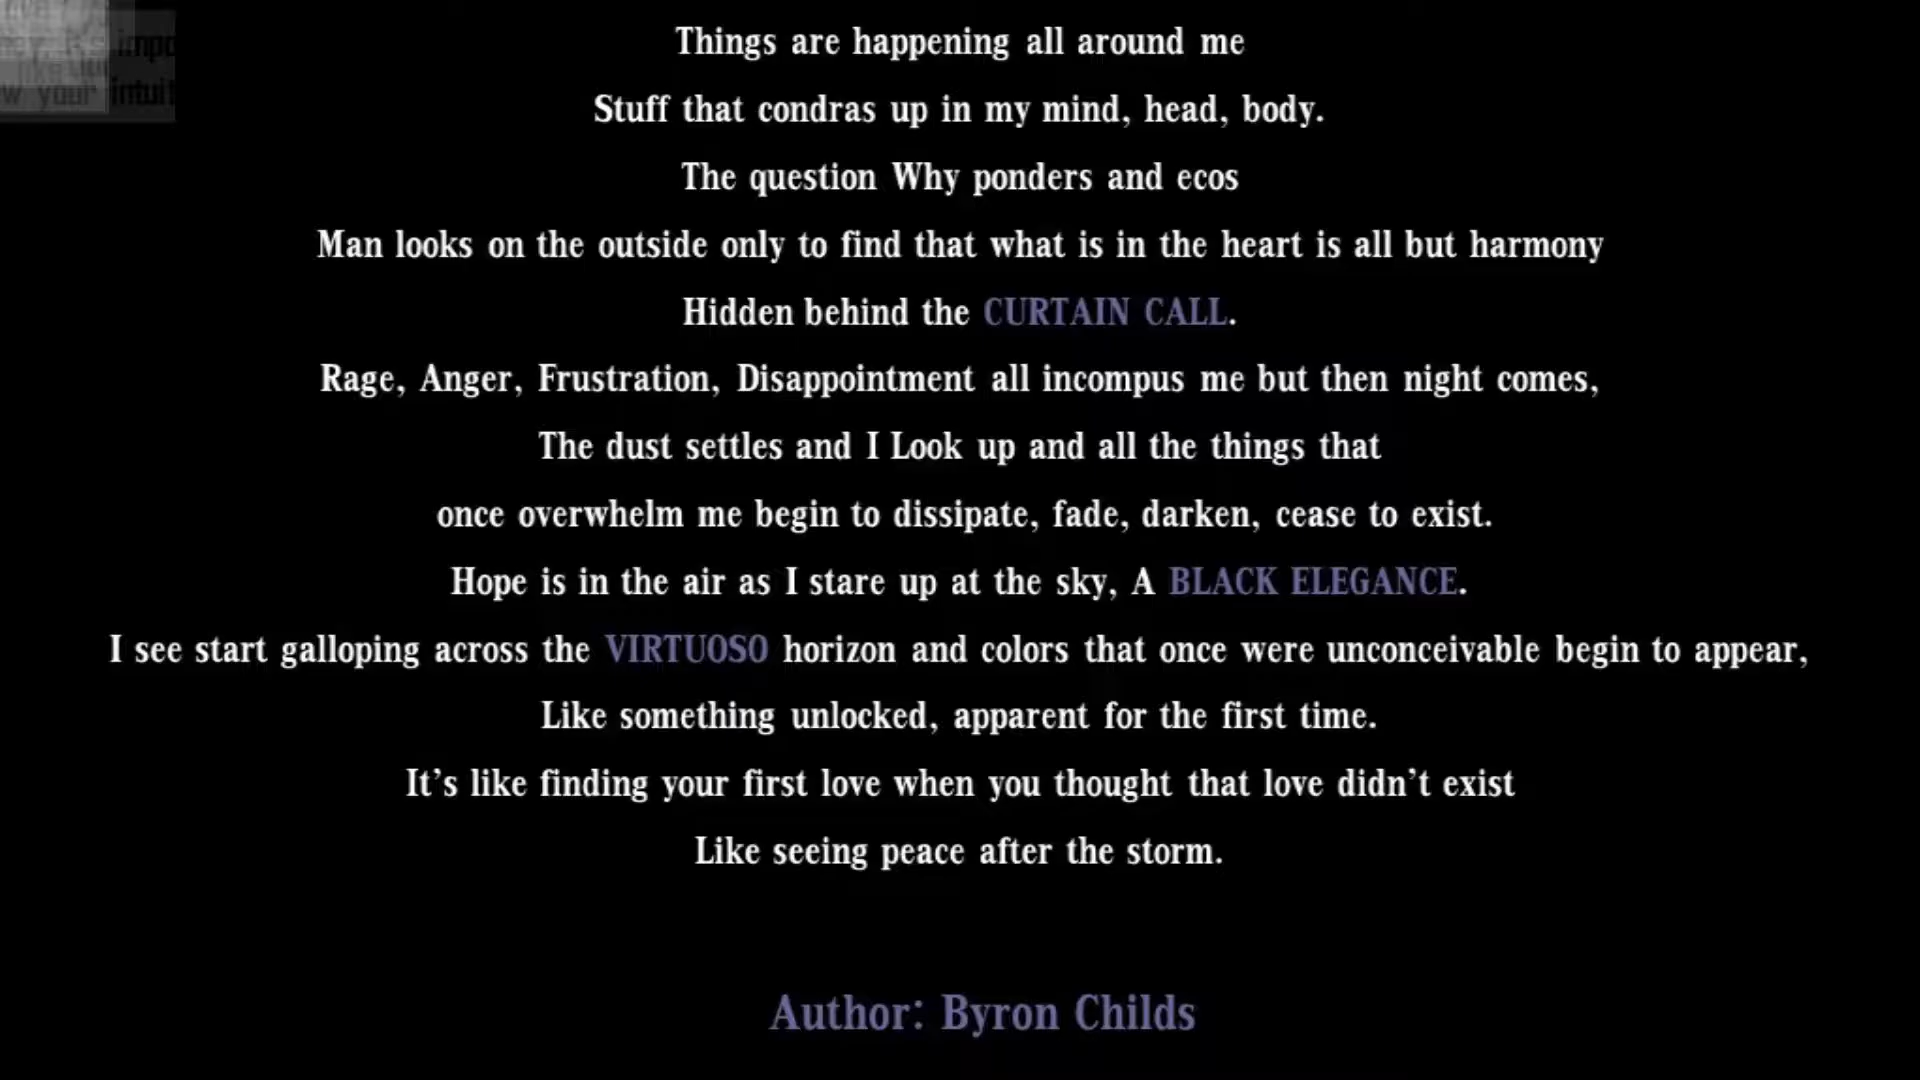 Things are happening all around me
Stuff that condras up in my mind, head, body.
The question Why ponders and ecos
Man looks on the outside only to find that what is in the heart is all but harmony
Hidden behind the CURTAIN CALL.
Rage, Anger, Frustration, Disappointment all incompus me but then night comes,
The dust settles and I Look up and all the things that
once overwhelm me begin to dissipate, fade, darken, cease to exist.
Hope is in the air as I stare up at the sky, A BLACK ELEGANCE.
I see start galloping across the VIRTUOSO horizon and colors that once were unconceivable begin to appear,
Like something unlocked, apparent for the first time.
It's like finding your first love when you thought that love didn't exist
Like seeing peace after the storm.
Author: Byron Childs